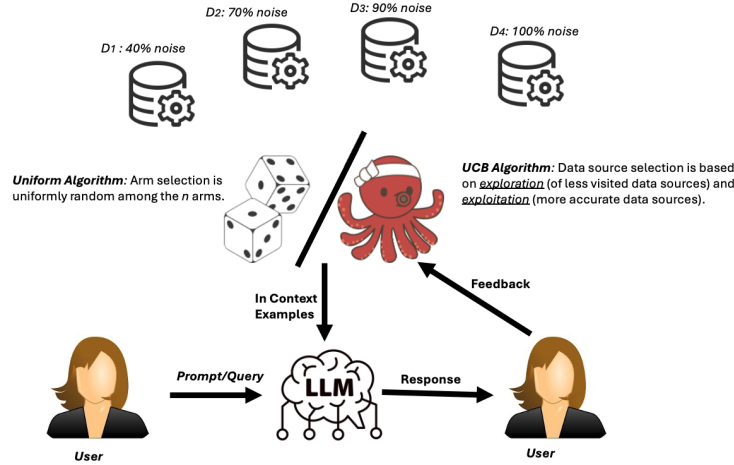 D1 : 40% noise
D2: 70% noise
D3: 90% noise
D4: 100% noise
Uniform Algorithm: Arm selection is
uniformly random among the n arms.
UCB Algorithm: Data source selection is based
on exploration (of less visited data sources) and
exploitation (more accurate data sources).
In Context
Examples
Feedback
Prompt/Query
LLM
Response
User
User